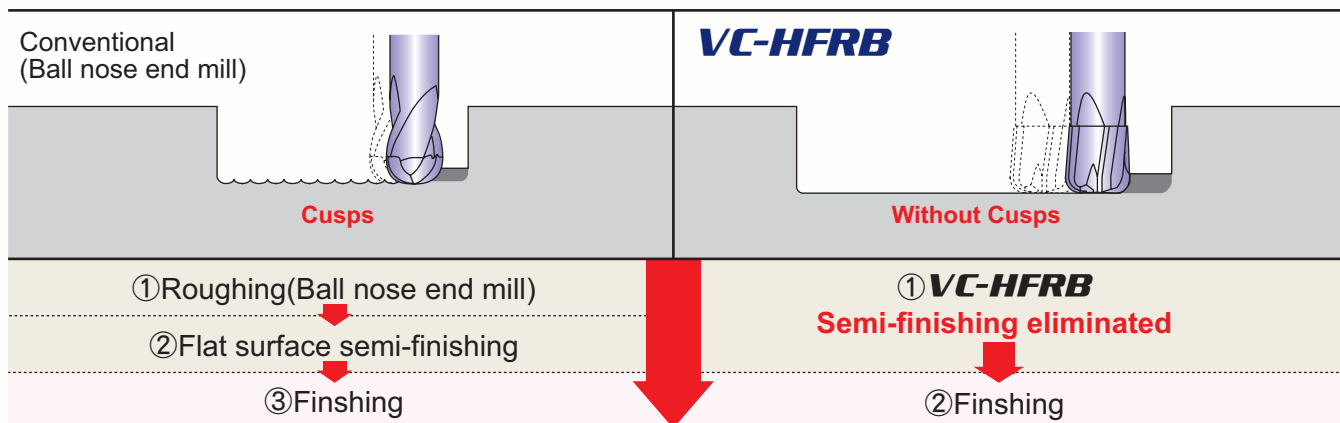 Conventional
(Ball nose end mill)
Cusps
①Roughing(Ball nose end mill)
②Flat surface semi-finishing
③Finshing
VC-HFRB
Without Cusps
①VC-HFRB
Semi-finishing eliminated
②Finshing